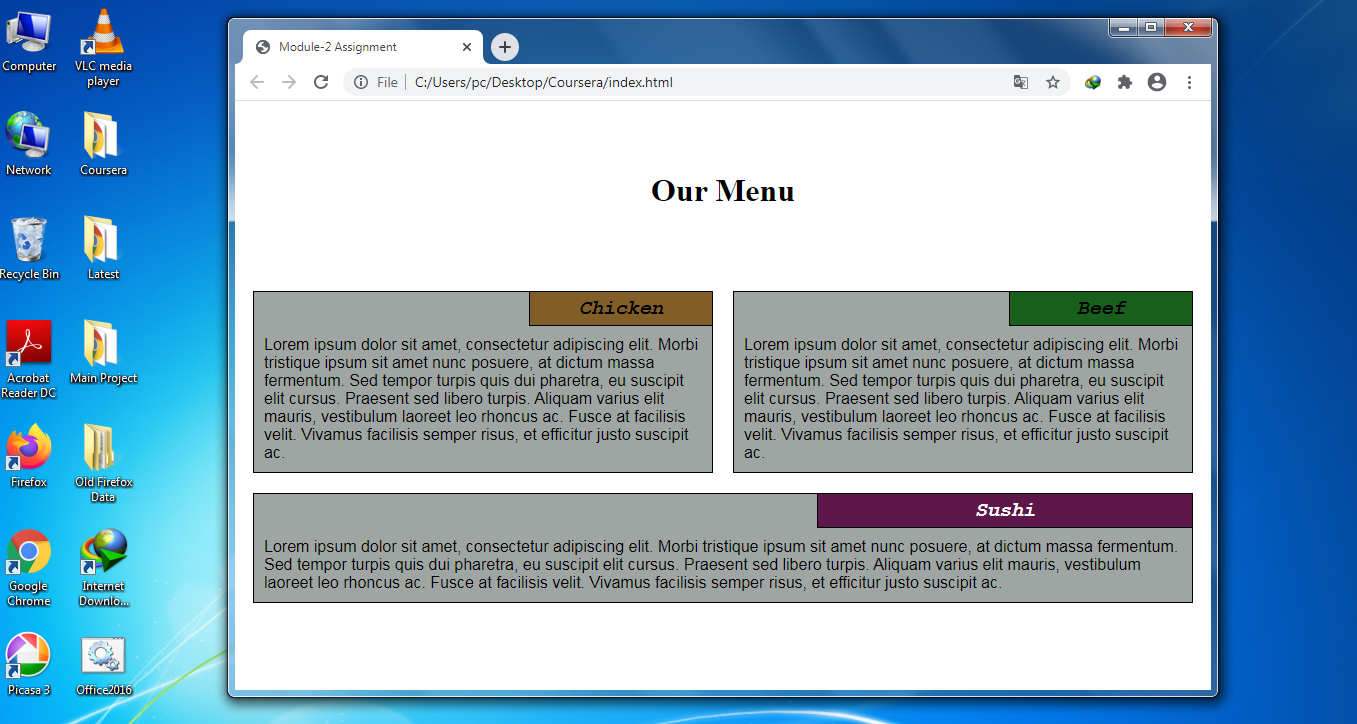 Computer
VLC media
player
Network
Coursera
Recycle Bin
Latest
Acrobat
Reader DC
Main Project
Firefox
Old Firefox
Data
Google
Chrome
Internet
Downlo...
Picasa 3
Office2016
Module-2 Assignment
File
C:/Users/pc/Desktop/Coursera/index.html
Our Menu
Chicken
Lorem ipsum dolor sit amet, consectetur adipiscing elit. Morbi
tristique ipsum sit amet nunc posuere, at dictum massa
fermentum. Sed tempor turpis quis dui pharetra, eu suscipit
elit cursus. Praesent sed libero turpis. Aliquam varius elit
mauris, vestibulum laoreet leo rhoncus ac. Fusce at facilisis
velit. Vivamus facilisis semper risus, et efficitur justo suscipit
ac.
Beef
Lorem ipsum dolor sit amet, consectetur adipiscing elit. Morbi
tristique ipsum sit amet nunc posuere, at dictum massa
fermentum. Sed tempor turpis quis dui pharetra, eu suscipit
elit cursus. Praesent sed libero turpis. Aliquam varius elit
mauris, vestibulum laoreet leo rhoncus ac. Fusce at facilisis
velit. Vivamus facilisis semper risus, et efficitur justo suscipit
ac.
Sushi
Lorem ipsum dolor sit amet, consectetur adipiscing elit. Morbi tristique ipsum sit amet nunc posuere, at dictum massa fermentum.
Sed tempor turpis quis dui pharetra, eu suscipit elit cursus. Praesent sed libero turpis. Aliquam varius elit mauris, vestibulum
laoreet leo rhoncus ac. Fusce at facilisis velit. Vivamus facilisis semper risus, et efficitur justo suscipit ac.